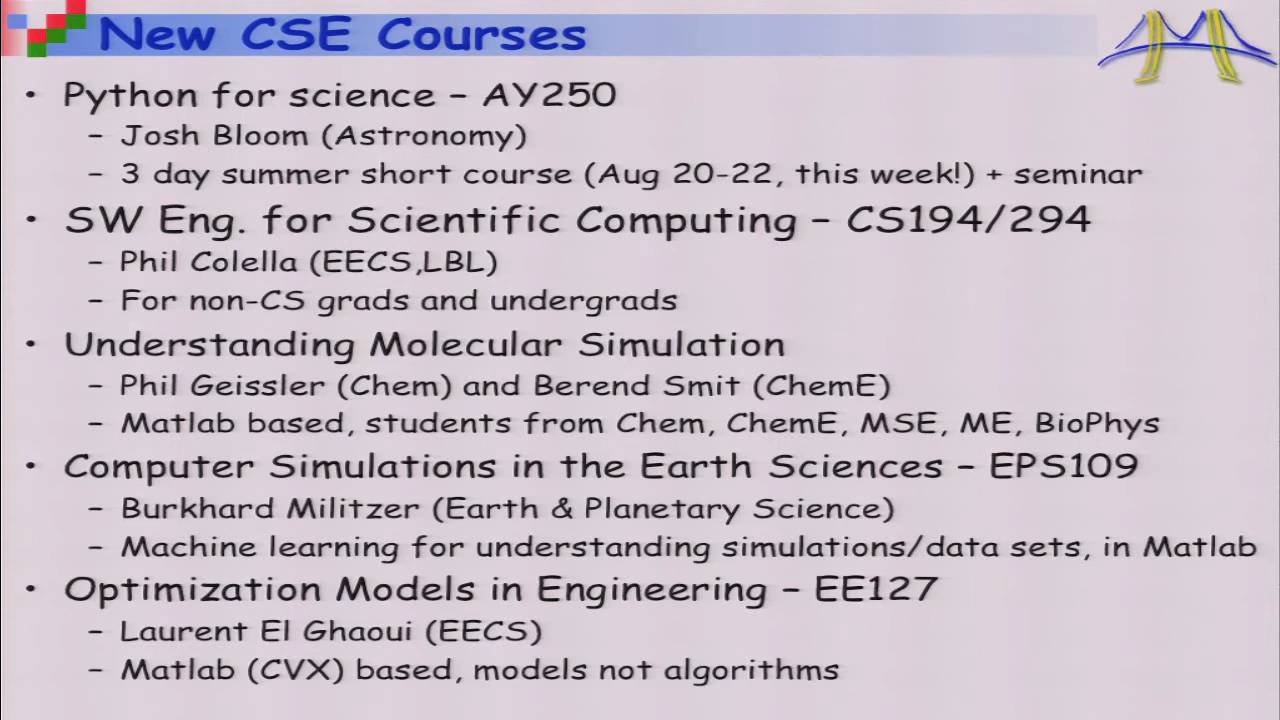 New CSE Courses
• Python for science – AY250
– Josh Bloom (Astronomy)
– 3 day summer short course (Aug 20-22, this week!) + seminar
• SW Eng. for Scientific Computing – CS194/294
– Phil Colella (EECS,LBL)
– For non-CS grads and undergrads
• Understanding Molecular Simulation
– Phil Geissler (Chem) and Berend Smit (ChemE)
– Matlab based, students from Chem, ChemE, MSE, ME, BioPhys
• Computer Simulations in the Earth Sciences – EPS109
– Burkhard Militzer (Earth & Planetary Science)
– Machine learning for understanding simulations/data sets, in Matlab
• Optimization Models in Engineering – EE127
– Laurent El Ghaoui (EECS)
– Matlab (CVX) based, models not algorithms